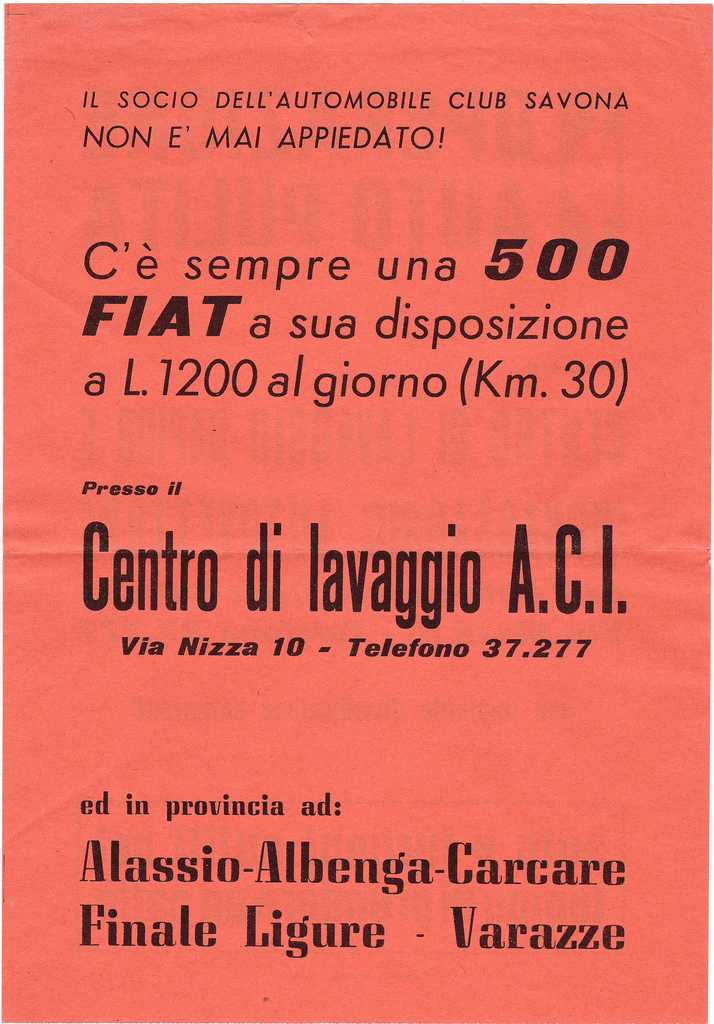 IL SOCIO DELL'AUTOMOBILE CLUB SAVONA
NON E' MAI APPIEDATO!
C'è sempre una 500
FIAT a sua disposizione
a L. 1200 al giorno (Km. 30)
Presso il
Centro di lavaggio A.C.I.
Via Nizza 10 - Telefono 37.277
ed in provincia ad:
Alassio-Albenga-Carcare
Finale Ligure - Varazze